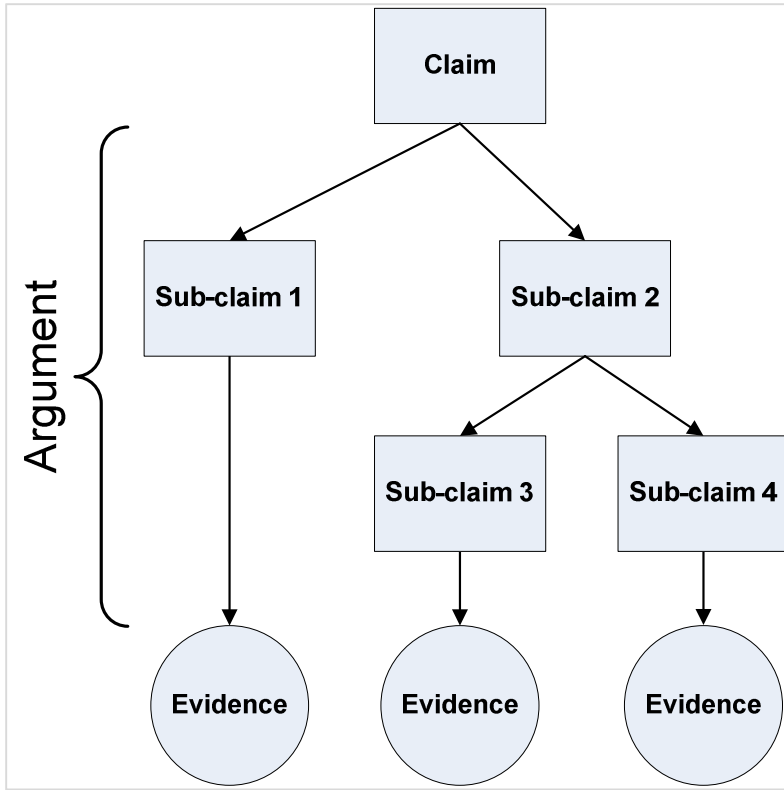 Claim
Argument
Sub-claim 1
Sub-claim 2
Sub-claim 3
Sub-claim 4
Evidence
Evidence
Evidence